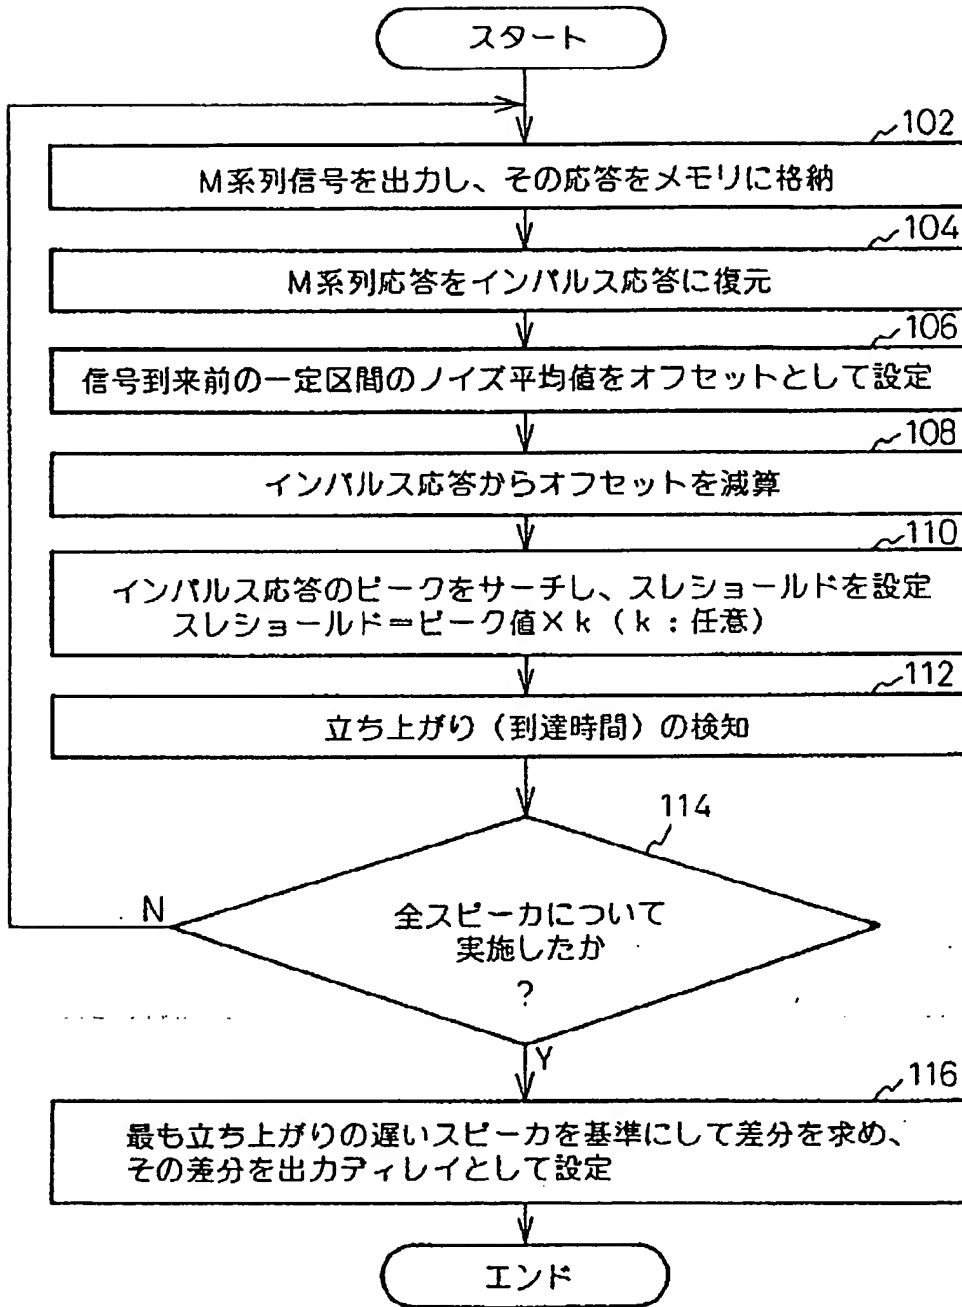 スタート
102
M系列信号を出力し、その応答をメモリに格納
104
M系列応答をインパルス応答に復元
106
信号到来前の一定区間のノイズ平均値をオフセットとして設定
108
インパルス応答からオフセットを減算
110
インパルス応答のピークをサーチし、スレショールドを設定
スレショールド=ピーク値×k(k:任意)
112
立ち上がり(到達時間)の検知
114
N
全スピーカについて
実施したか
?
Y
116
最も立ち上がりの遅いスピーカを基準にして差分を求め、
その差分を出力ディレイとして設定
エンド